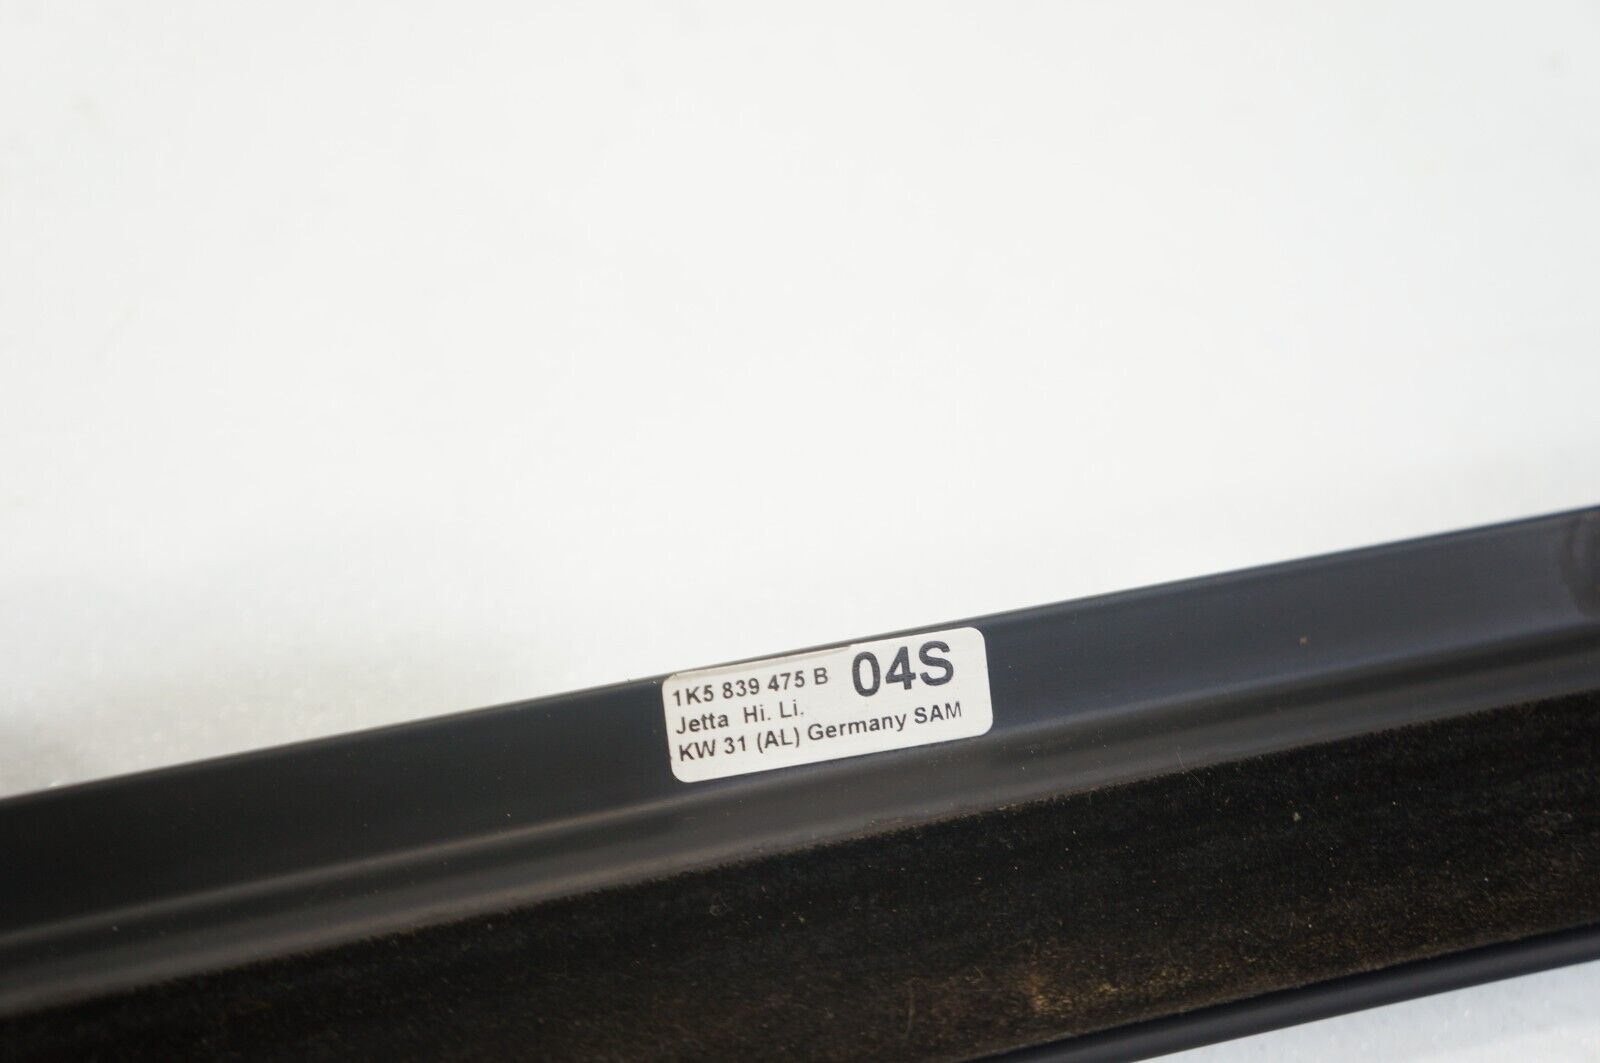 1K5 839 475 B 04S
Jetta Hi. Li.
KW 31 (AL) Germany SAM